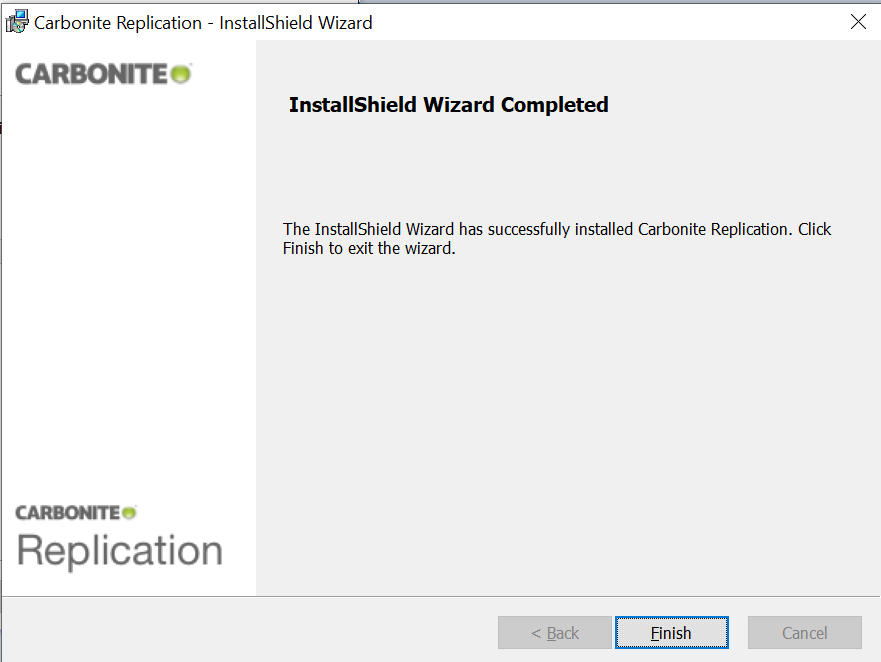 Carbonite Replication - InstallShield Wizard
CARBONITE
InstallShield Wizard Completed
The InstallShield Wizard has successfully installed Carbonite Replication. Click
Finish to exit the wizard.
CARBONITE
Replication
< Back
Finish
Cancel